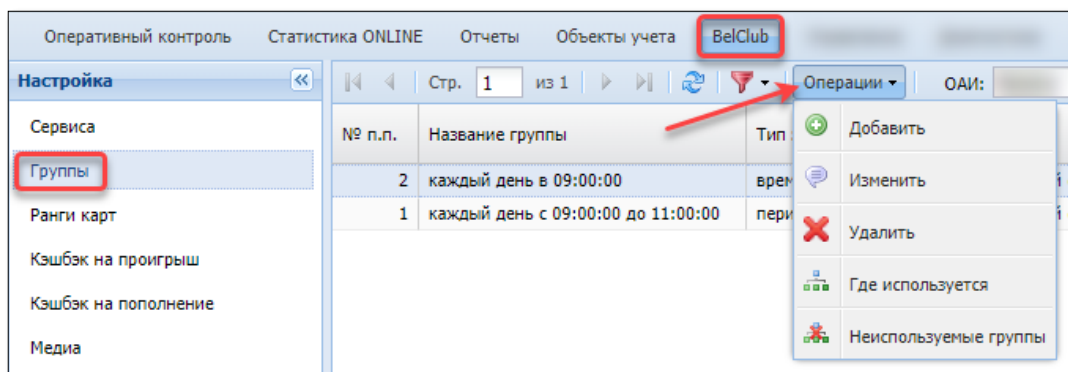 Оперативный контроль Статистика ONLINE Отчеты Объекты учета BelClub
Настройка
Стр. 1 из 1 Операции ОАИ:
Сервиса
Группы
Ранги карт
Кэшбэк на проигрыш
Кэшбэк на пополнение
Медиа
№ п.п. Название группы Тип
2 каждый день в 09:00:00
1 каждый день с 09:00:00 до 11:00:00
Добавить
Изменить
Удалить
Где используется
Неиспользуемые группы